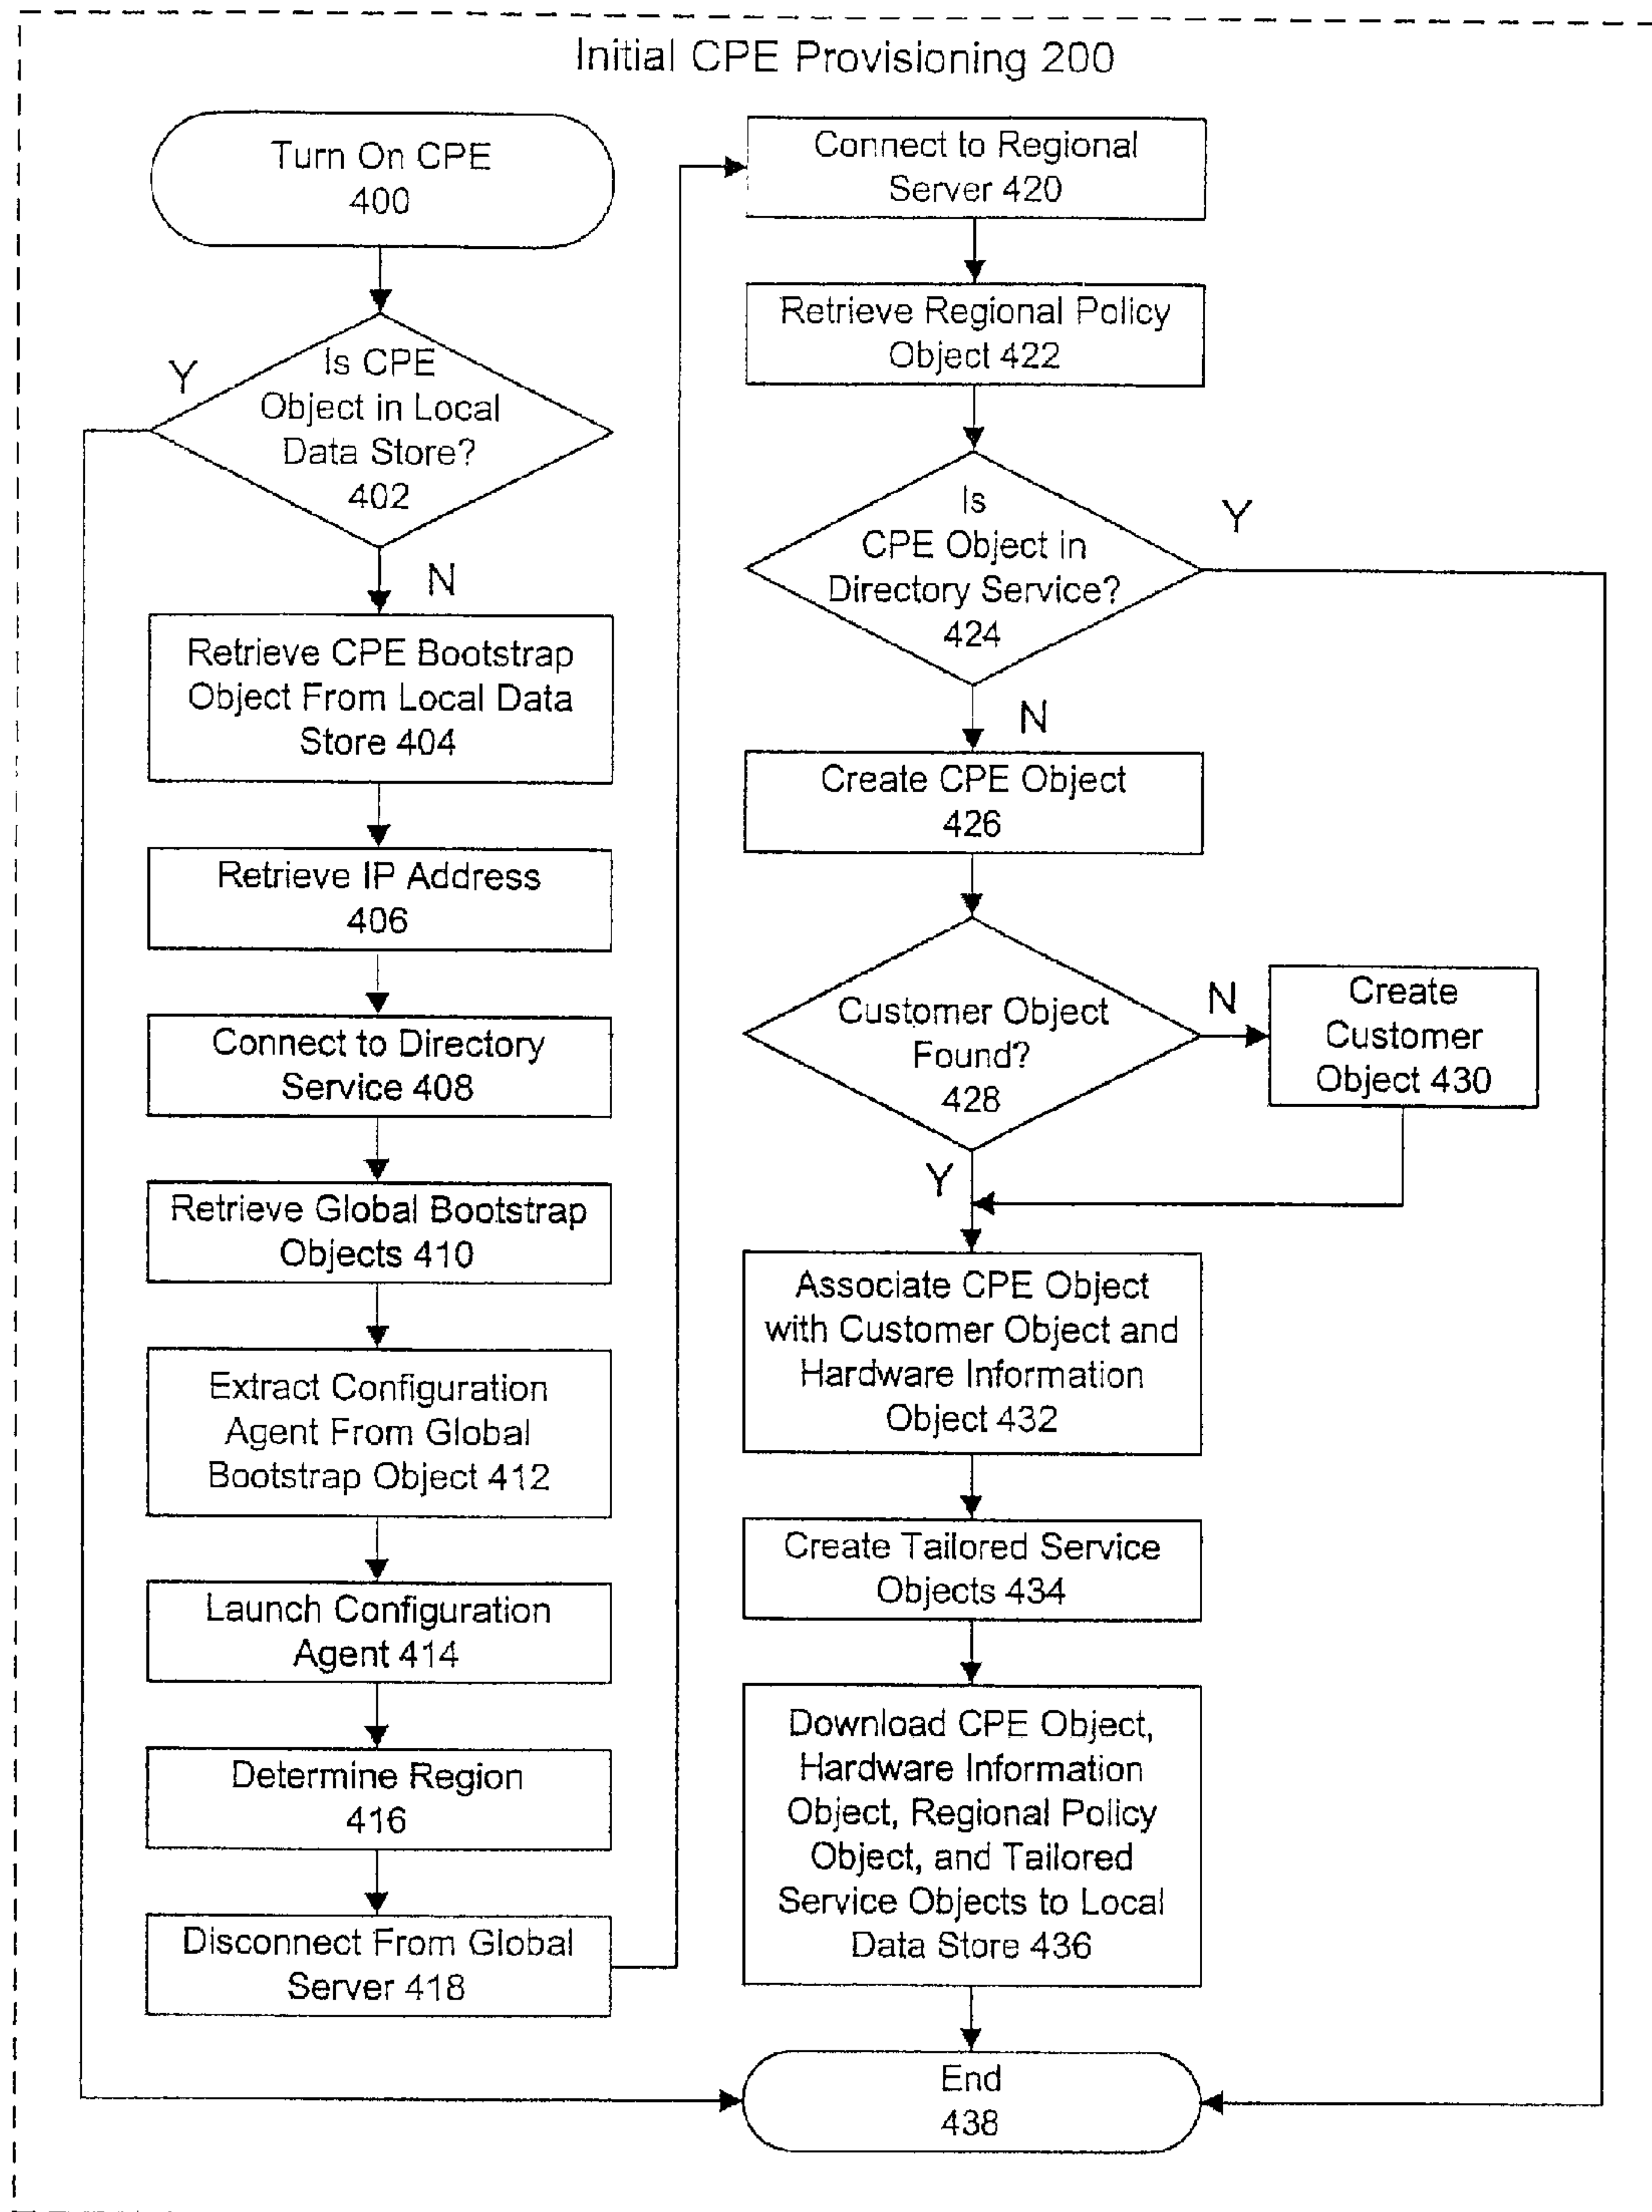 Initial CPE Provisioning 200
Turn On CPE
400
Y
Is CPE
Object in Local
Data Store?
402
N
Retrieve CPE Bootstrap
Object From Local Data
Store 404
Retrieve IP Address
406
Connect to Directory
Service 408
Retrieve Global Bootstrap
Objects 410
Extract Configuration
Agent From Global
Bootstrap Object 412
Launch Configuration
Agent 414
Determine Region
416
Disconnect From Global
Server 418
Connect to Regional
Server 420
Retrieve Regional Policy
Object 422
Is
CPE Object in
Directory Service?
424
Y
N
Create CPE Object
426
Customer Object
Found?
428
N
Create
Customer
Object 430
Y
Associate CPE Object
with Customer Object and
Hardware Information
Object 432
Create Tailored Service
Objects 434
Download CPE Object,
Hardware Information
Object, Regional Policy
Object, and Tailored
Service Objects to Local
Data Store 436
End
438